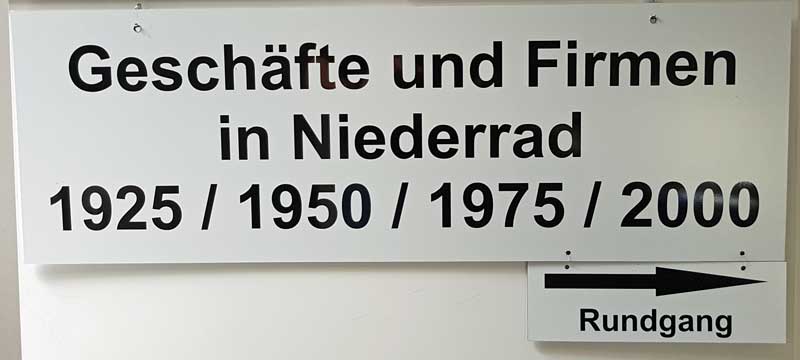 Geschäfte und Firmen
in Niederrad
1925 / 1950 / 1975 / 2000
Rundgang